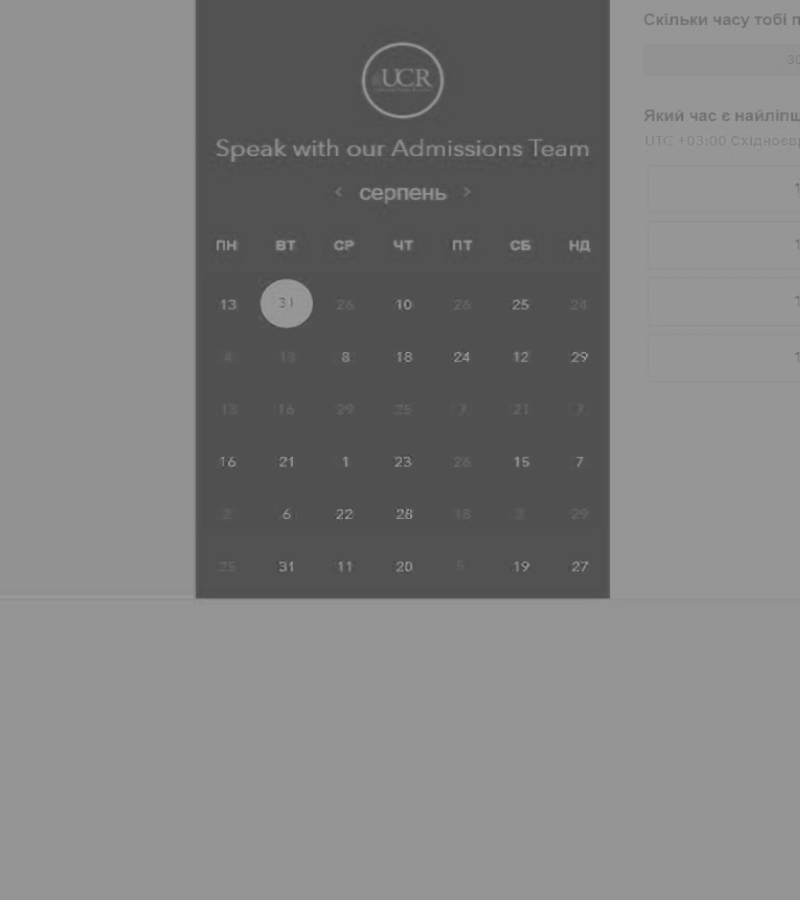 UCR
Speak with our Admissions Team
< серпень >
ПН ВТ СР ЧТ ПТ СБ НД
13 31 26 10 26 25 24
4 13 8 18 24 12 29
13 16 29 25 7 21 7
16 21 1 23 26 15 7
2 6 22 28 18 2 29
25 31 11 20 5 19 27
Скільки часу тобі
30
Який час є
UTC +03:00
1
1
1
1